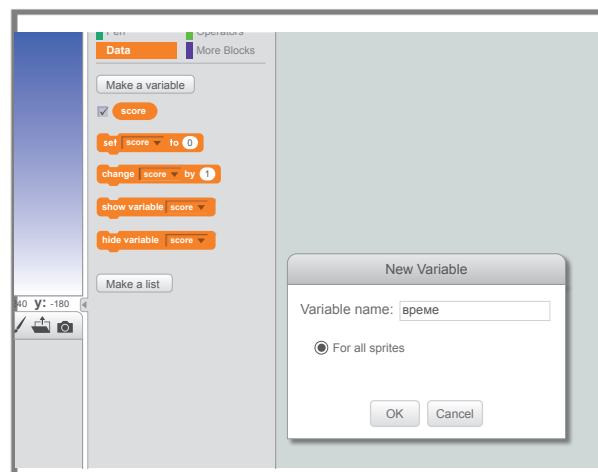 Pen Operators
Data More Blocks
Make a variable
score
set score to 0
change score by 1
show variable score
hide variable score
Make a list
40 y: -180
New Variable
Variable name: време
For all sprites
OK Cancel